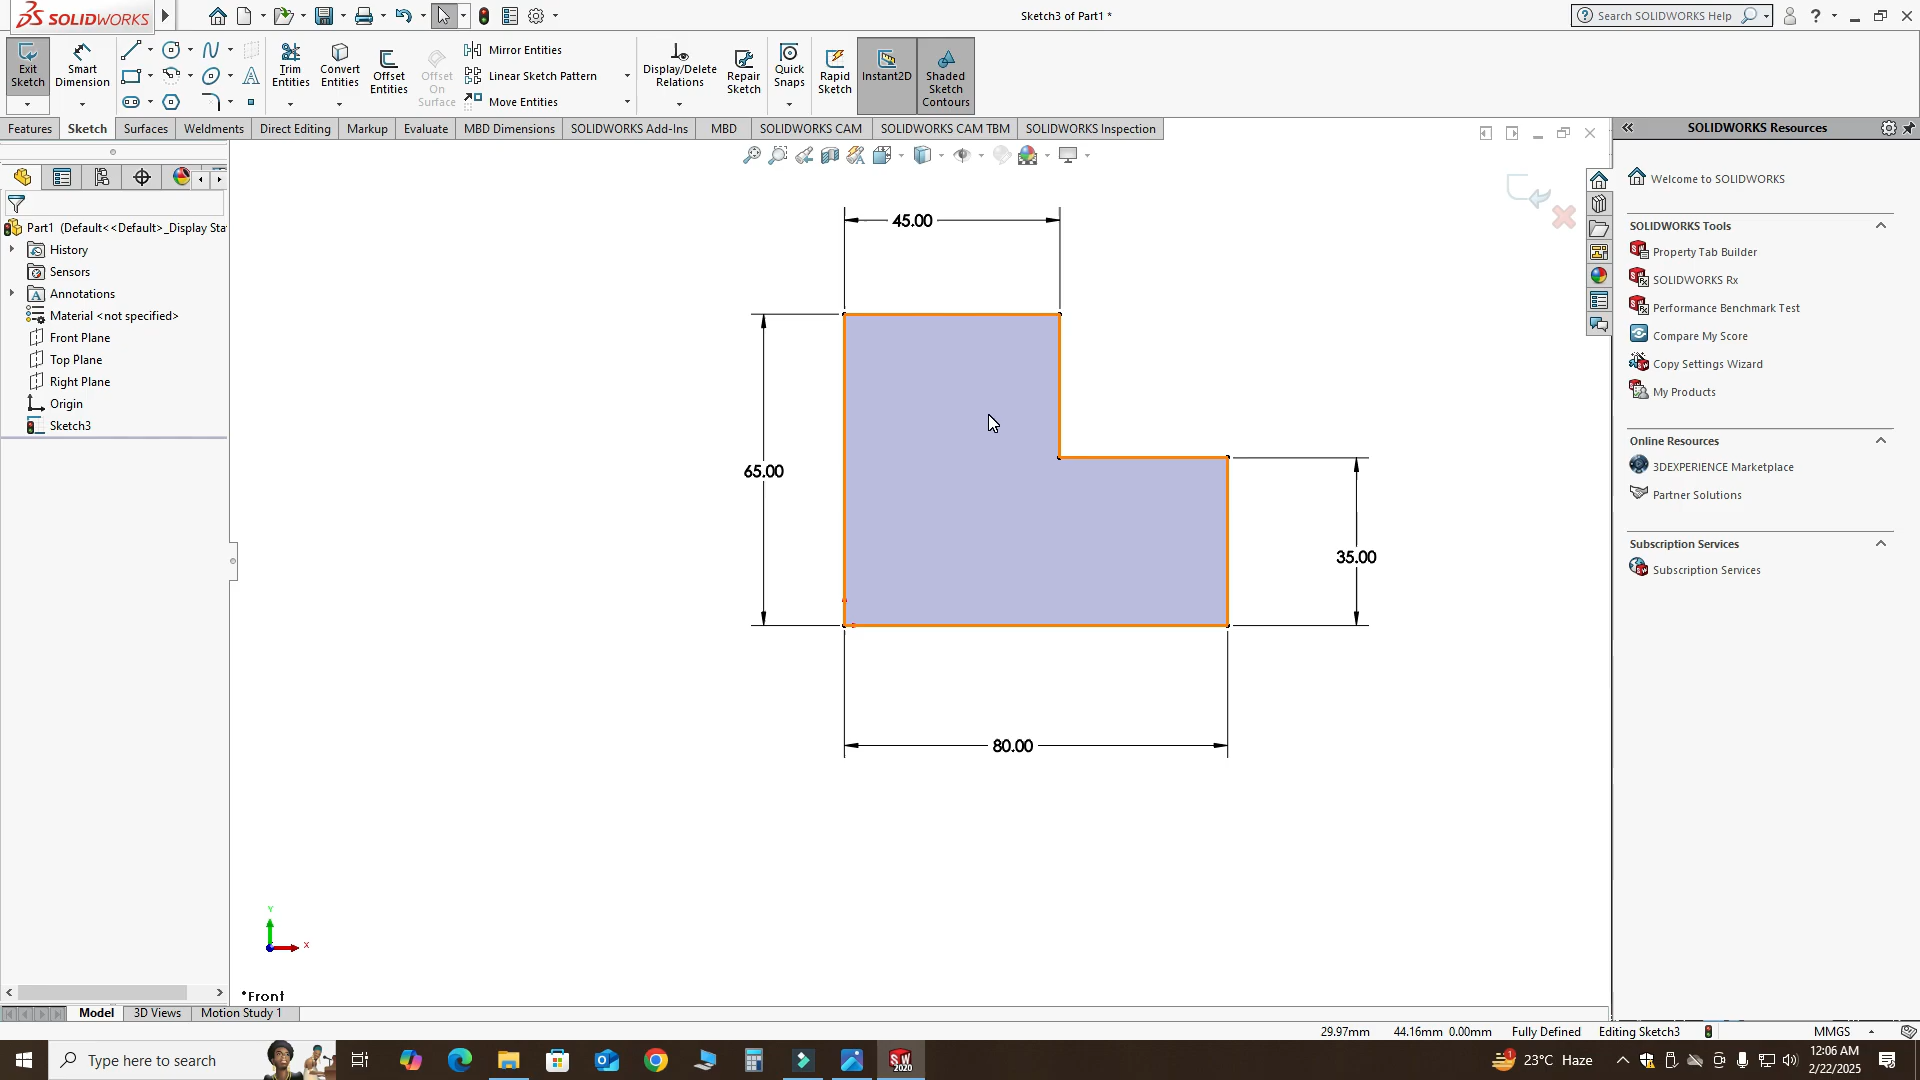 SOLIDWORKS
Sketch3 of Part1 *
Search SOLIDWORKS Help
?
Exit Sketch
Smart Dimension
Trim Entities
Convert Entities
Offset Entities
Offset On Surface
Mirror Entities
Linear Sketch Pattern
Move Entities
Display/Delete Relations
Repair Sketch
Quick Snaps
Rapid Sketch
Instant2D
Shaded Sketch Contours
Features
Sketch
Surfaces
Weldments
Direct Editing
Markup
Evaluate
MBD Dimensions
SOLIDWORKS Add-Ins
MBD
SOLIDWORKS CAM
SOLIDWORKS CAM TBM
SOLIDWORKS Inspection
Part1 (Default<<Default>_Display Sta
History
Sensors
Annotations
Material <not specified>
Front Plane
Top Plane
Right Plane
Origin
Sketch3
45.00
65.00
35.00
80.00
Y
X
*Front
SOLIDWORKS Resources
Welcome to SOLIDWORKS
SOLIDWORKS Tools
Property Tab Builder
SOLIDWORKS Rx
Performance Benchmark Test
Compare My Score
Copy Settings Wizard
My Products
Online Resources
3DEXPERIENCE Marketplace
Partner Solutions
Subscription Services
Subscription Services
Model
3D Views
Motion Study 1
29.97mm
44.16mm 0.00mm
Fully Defined
Editing Sketch3
MMGS
Type here to search
SW
2020
23°C Haze
12:06 AM
2/22/2025